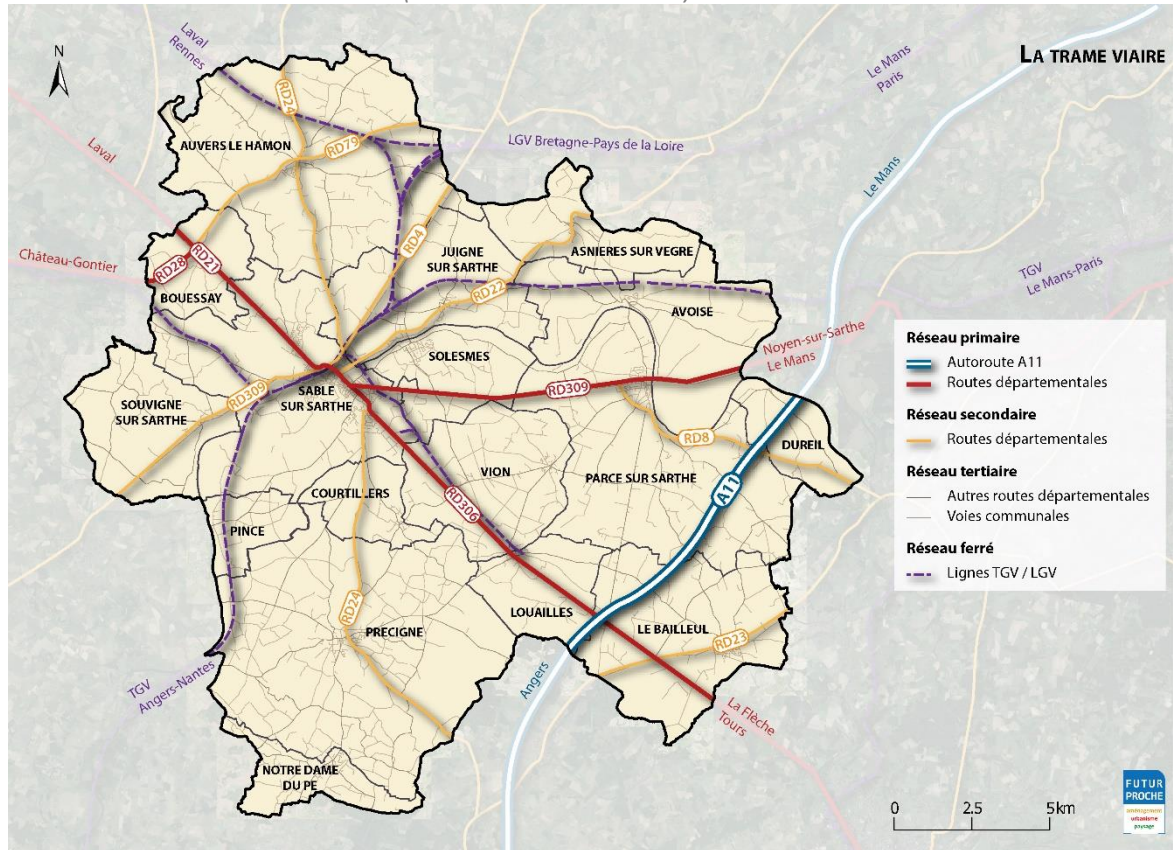 LA TRAME VIAIRE
N
Laval
Rennes
Le Mans
Paris
RD24
AUVERS LE HAMON
RD79
LGV Bretagne-Pays de la Loire
Laval
Le Mans
RD4
JUIGNE
SUR SARTHE
ASNIERES SUR VEGRE
Château-Gontier
RD28
RD21
TGV
Le Mans-Paris
BOUESSAY
RD22
AVOISE
Noyen-sur-Sarthe
Le Mans
SOLESMES
RD309
SOUVIGNE
SUR SARTHE
RD309
SABLE
SUR SARTHE
RD8
DUREIL
VION
PARCE SUR SARTHE
A11
COURTILLERS
RD306
PINCE
RD24
PRECIGNE
LOUAILLES
LE BAILLEUL
RD23
TGV
Angers-Nantes
Angers
La Flèche
Tours
NOTRE DAME
DU PE
Réseau primaire
Autoroute A11
Routes départementales
Réseau secondaire
Routes départementales
Réseau tertiaire
Autres routes départementales
Voies communales
Réseau ferré
Lignes TGV / LGV
0 2.5 5km
FUTUR
PROCHE
aménagement
urbanisme
paysage